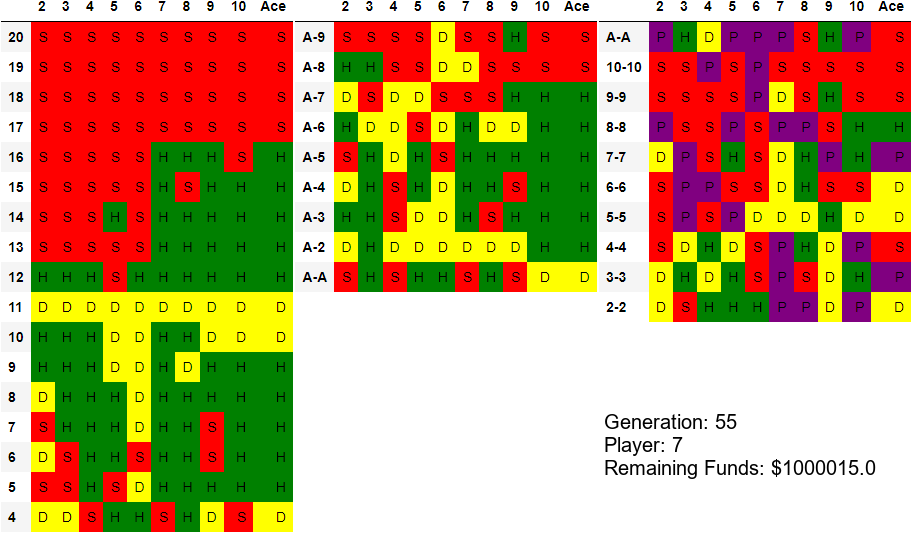 2 3 4 5 6 7 8 9 10 Ace
20 S S S S S S S S S S
19 S S S S S S S S S S
18 S S S S S S S S S S
17 S S S S S S S S S S
16 S S S S S H H H S H
15 S S S S S H S H H H
14 S S S H S H H H H H
13 S S S S S H H H H H
12 H H H S H H H H H H
11 D D D D D D D D D D
10 H H H D D H H D D D
9 H H H D D H D H H H
8 D H H H D H H H H H
7 S H H H D H H S H H
6 D S H H S H H S H H
5 S S H S D H H H H H
4 D D S H H S H D S D
2 3 4 5 6 7 8 9 10 Ace
A-9 S S S S D S S H S S
A-8 H H S S D D S S S S
A-7 D S D D S S S H H H
A-6 H D D S D H D D H H
A-5 S H D H S H H H H H
A-4 D H S H D H H S H H
A-3 H H S D D H S H H H
A-2 D H D D D D D D H H
A-A S H S H H S H S D D
2 3 4 5 6 7 8 9 10 Ace
A-A P H D P P P S H P S
10-10 S S P S P S S S S S
9-9 S S S S P D S H S S
8-8 P S S P S P P S H H
7-7 D P S H S D H P H P
6-6 S P P S S D H S S D
5-5 S P S P D D D H D D
4-4 S D H D S P H D P S
3-3 D H D H S P S D H P
2-2 D S H H H P P D P D
Generation: 55
Player: 7
Remaining Funds: $1000015.0